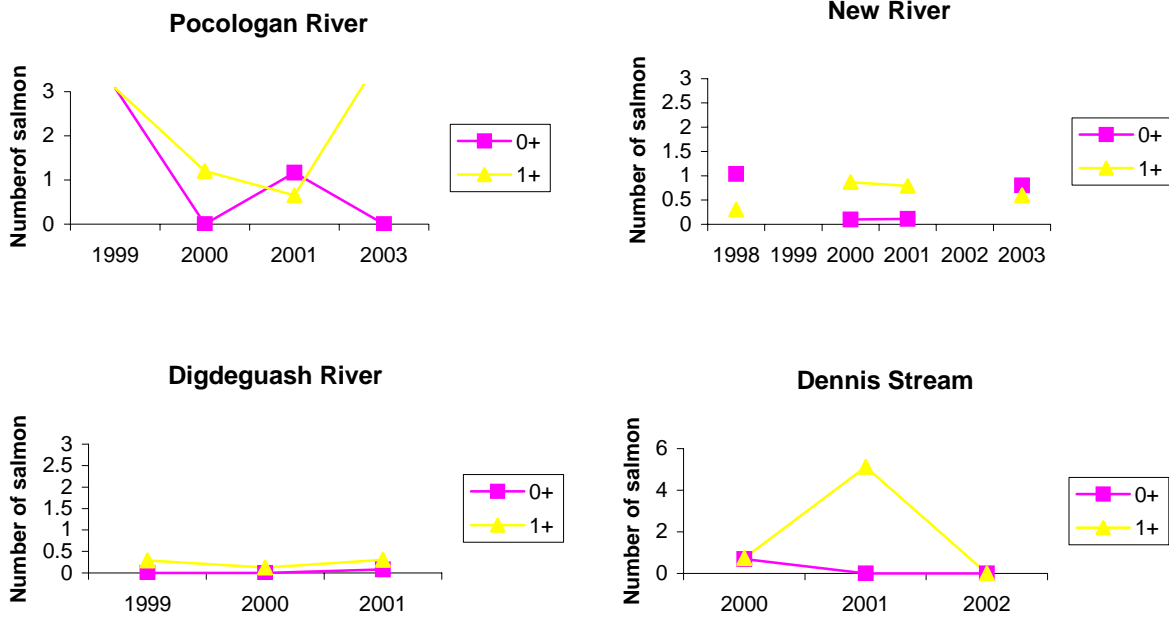 Pocologan River
Numberof salmon
3
2
1
0
1999 2000 2001 2003
0+
1+
New River
Number of salmon
3
2.5
2
1.5
1
0.5
0
1998 1999 2000 2001 2002 2003
0+
1+
Digdeguash River
Number of salmon
3
2.5
2
1.5
1
0.5
0
1999 2000 2001
0+
1+
Dennis Stream
Number of salmon
6
4
2
0
2000 2001 2002
0+
1+